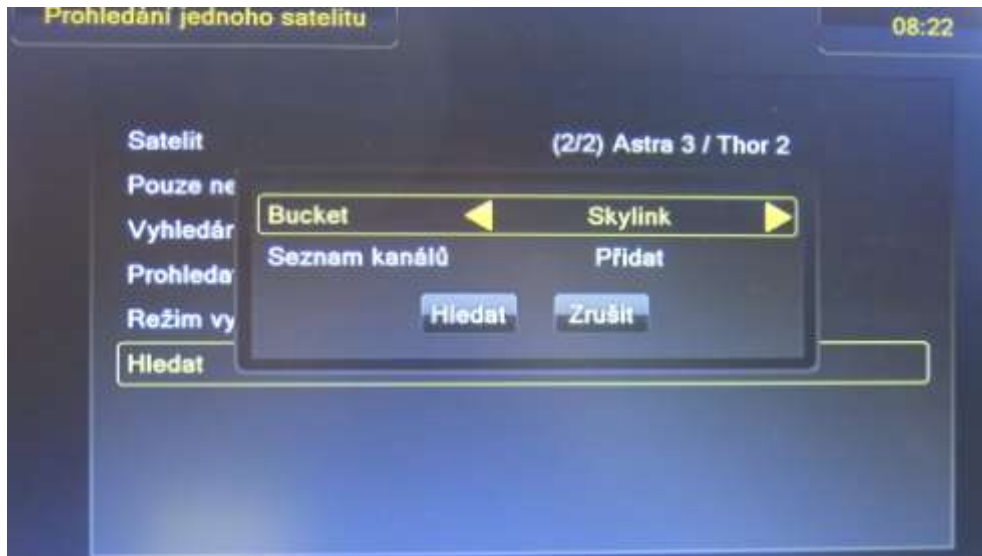 Prohledání jednoho satelitu
08:22
Satelit (2/2) Astra 3 / Thor 2
Pouze ne
Bucket Skylink
Vyhledár
Seznam kanálů Přidat
Prohleda
Hledat Zrušit
Režim vy
Hledat